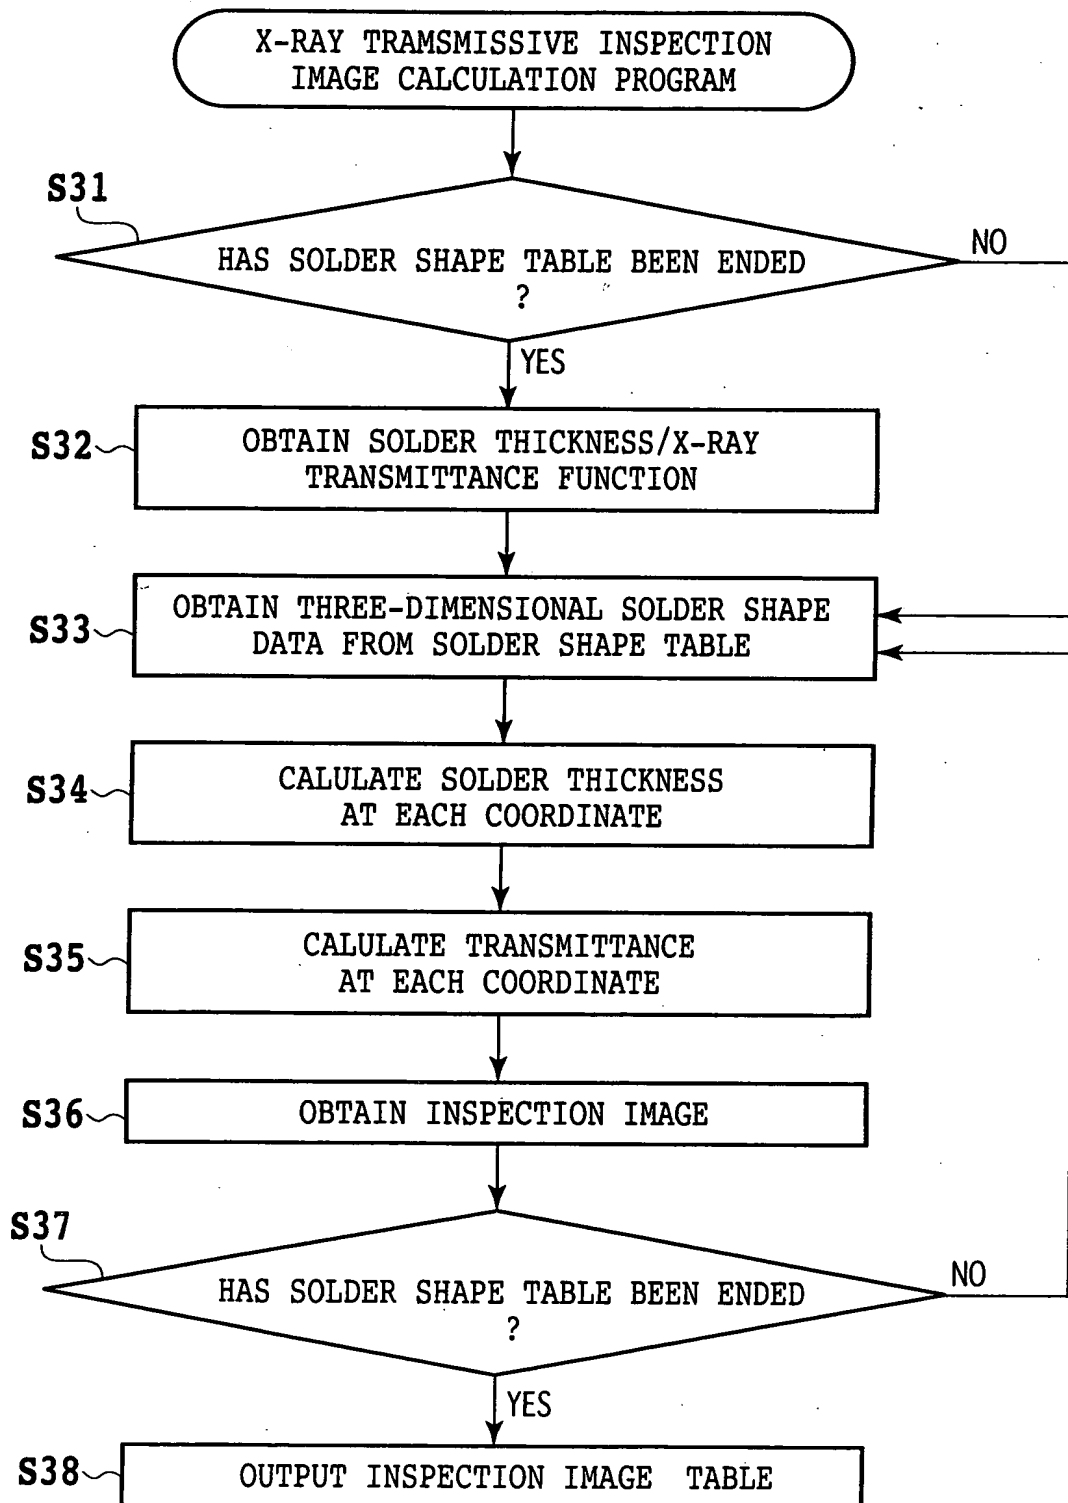 X-RAY TRAMSMISSIVE INSPECTION
IMAGE CALCULATION PROGRAM
S31
HAS SOLDER SHAPE TABLE BEEN ENDED
?
NO
YES
S32
OBTAIN SOLDER THICKNESS/X-RAY
TRANSMITTANCE FUNCTION
S33
OBTAIN THREE-DIMENSIONAL SOLDER SHAPE
DATA FROM SOLDER SHAPE TABLE
S34
CALULATE SOLDER THICKNESS
AT EACH COORDINATE
S35
CALULATE TRANSMITTANCE
AT EACH COORDINATE
S36
OBTAIN INSPECTION IMAGE
S37
HAS SOLDER SHAPE TABLE BEEN ENDED
?
NO
YES
S38
OUTPUT INSPECTION IMAGE TABLE